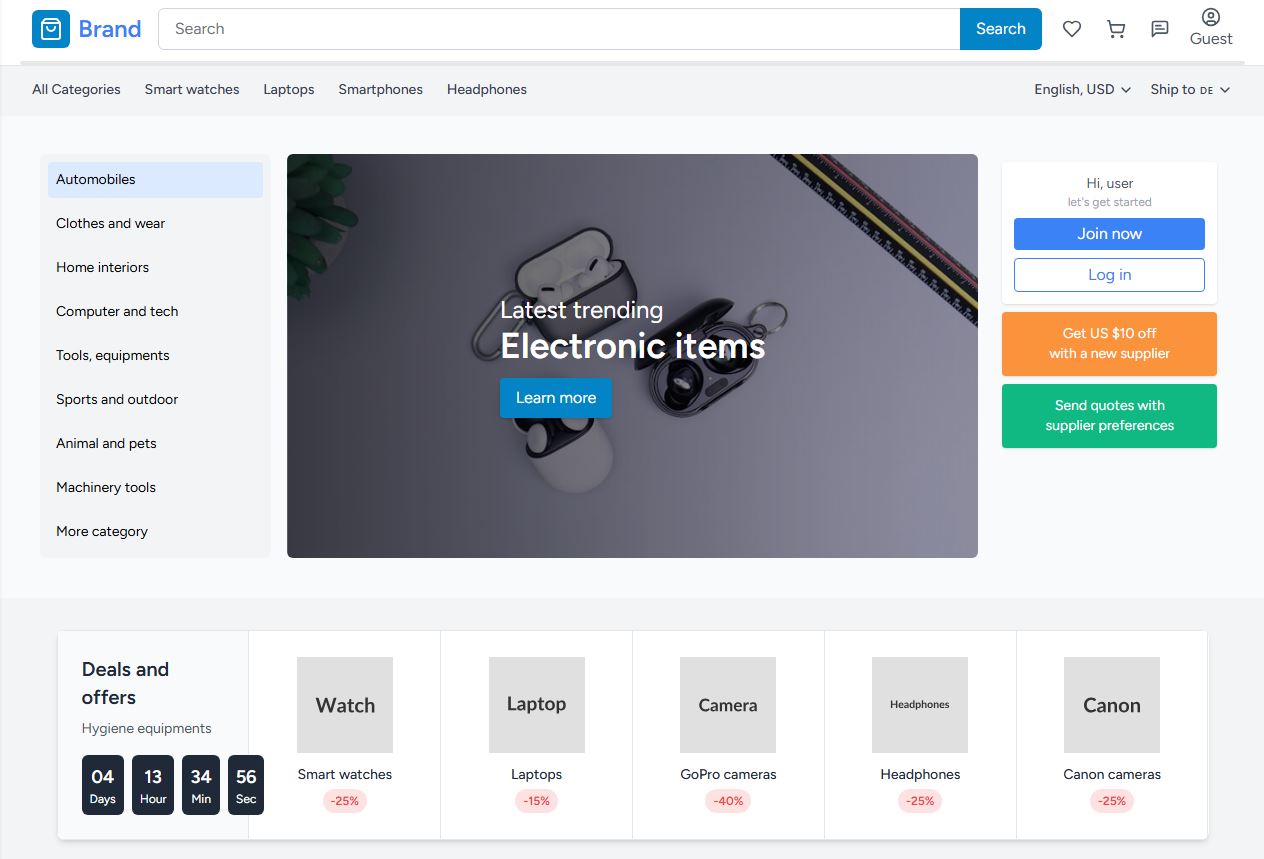 Brand
Search
Search
Guest
All Categories Smart watches Laptops Smartphones Headphones
English, USD Ship to DE
Automobiles
Clothes and wear
Home interiors
Computer and tech
Tools, equipments
Sports and outdoor
Animal and pets
Machinery tools
More category
Latest trending
Electronic items
Learn more
Hi, user
let's get started
Join now
Log in
Get US $10 off
with a new supplier
Send quotes with
supplier preferences
Deals and
offers
Hygiene equipments
04 13 34 56
Days Hour Min Sec
Watch
Smart watches
-25%
Laptop
Laptops
-15%
Camera
GoPro cameras
-40%
Headphones
Headphones
-25%
Canon
Canon cameras
-25%